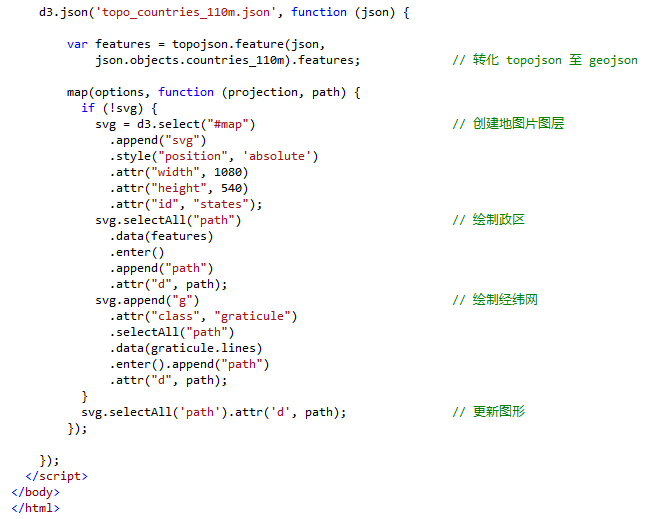 d3.json('topo_countries_110m.json', function (json) {
var features = topojson.feature(json,
json.objects.countries_110m).features; // 转化 topojson 至 geojson
map(options, function (projection, path) {
if (!svg) {
svg = d3.select("#map") // 创建地图片图层
.append("svg")
.style("position", 'absolute')
.attr("width", 1080)
.attr("height", 540)
.attr("id", "states");
svg.selectAll("path") // 绘制政区
.data(features)
.enter()
.append("path")
.attr("d", path);
svg.append("g") // 绘制经纬网
.attr("class", "graticule")
.selectAll("path")
.data(graticule.lines)
.enter().append("path")
.attr("d", path);
}
svg.selectAll('path').attr('d', path); // 更新图形
});
});
</script>
</body>
</html>